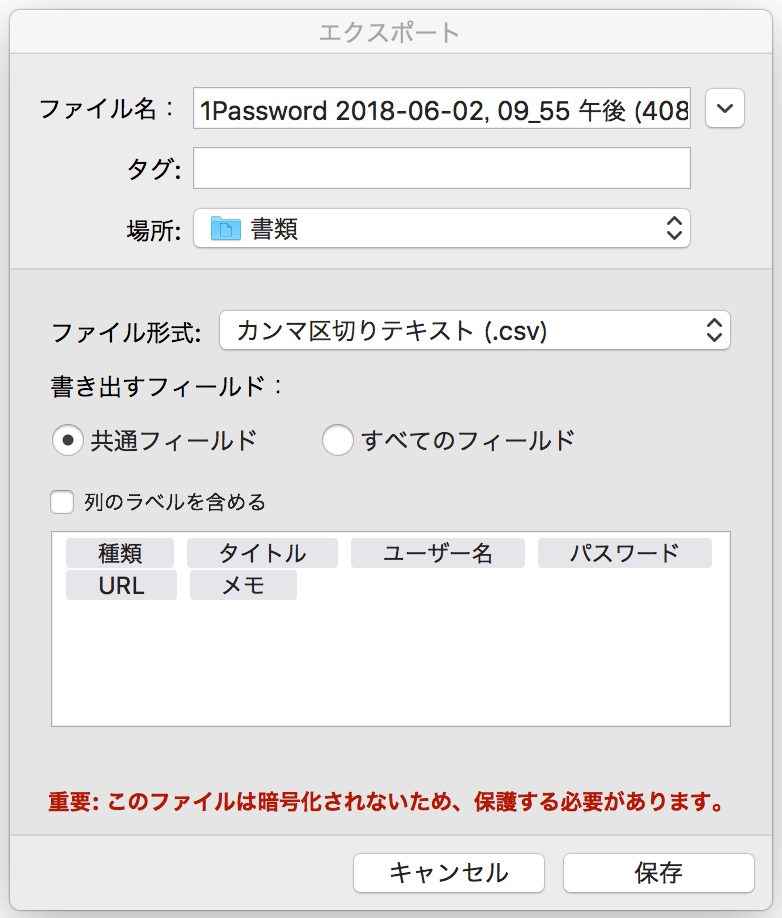 エクスポート
ファイル名： 1Password 2018-06-02, 09_55 午後 (408
タグ:
場所: 書類
ファイル形式: カンマ区切りテキスト (.csv)
書き出すフィールド：
共通フィールド すべてのフィールド
列のラベルを含める
種類 タイトル ユーザー名 パスワード
URL メモ
重要: このファイルは暗号化されないため、保護する必要があります。
キャンセル 保存